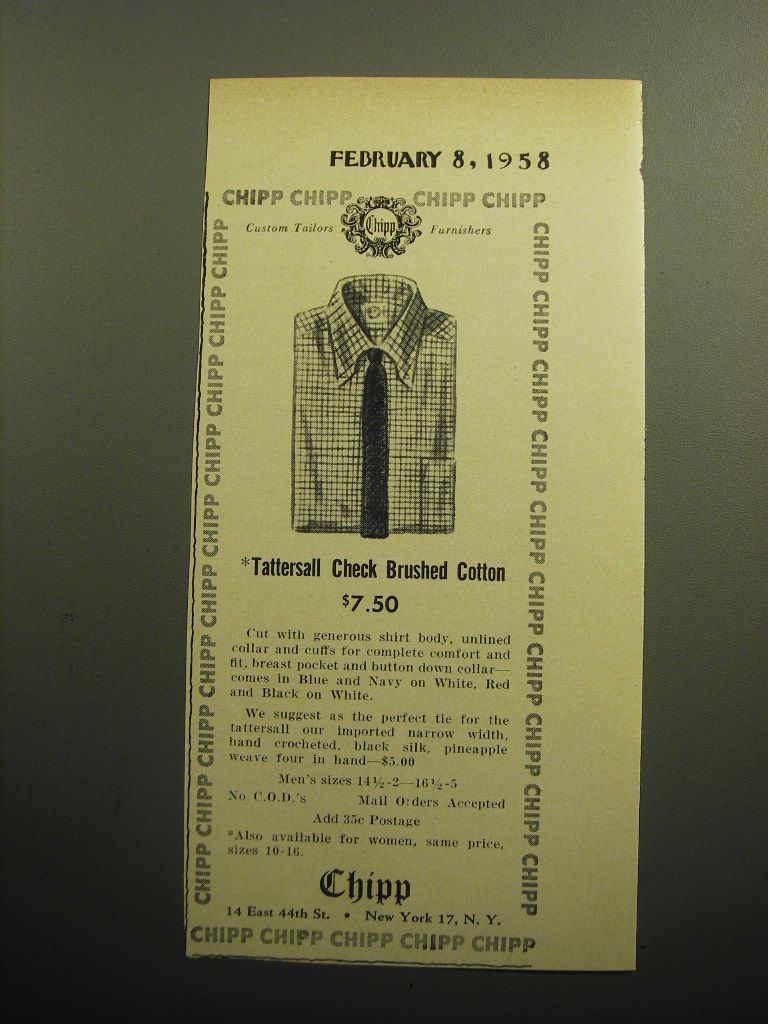 FEBRUARY 8, 1958
CHIPP CHIPP CHIPP CHIPP
Custom Tailors Chipp Furnishers
CHIPP CHIPP CHIPP CHIPP CHIPP CHIPP CHIPP CHIPP CHIPP CHIPP
CHIPP CHIPP CHIPP CHIPP CHIPP CHIPP CHIPP CHIPP CHIPP CHIPP
*Tattersall Check Brushed Cotton
$7.50
Cut with generous shirt body, unlined
collar and cuffs for complete comfort and
fit, breast pocket and button down collar—
comes in Blue and Navy on White, Red
and Black on White.
We suggest as the perfect tie for the
tattersall our imported narrow width,
hand crocheted, black silk, pineapple
weave four in hand—$5.00
Men's sizes 14½-2—16½-5
No C.O.D.'s Mail Orders Accepted
Add 35c Postage
*Also available for women, same price,
sizes 10-16.
Chipp
14 East 44th St. • New York 17, N. Y.
CHIPP CHIPP CHIPP CHIPP CHIPP